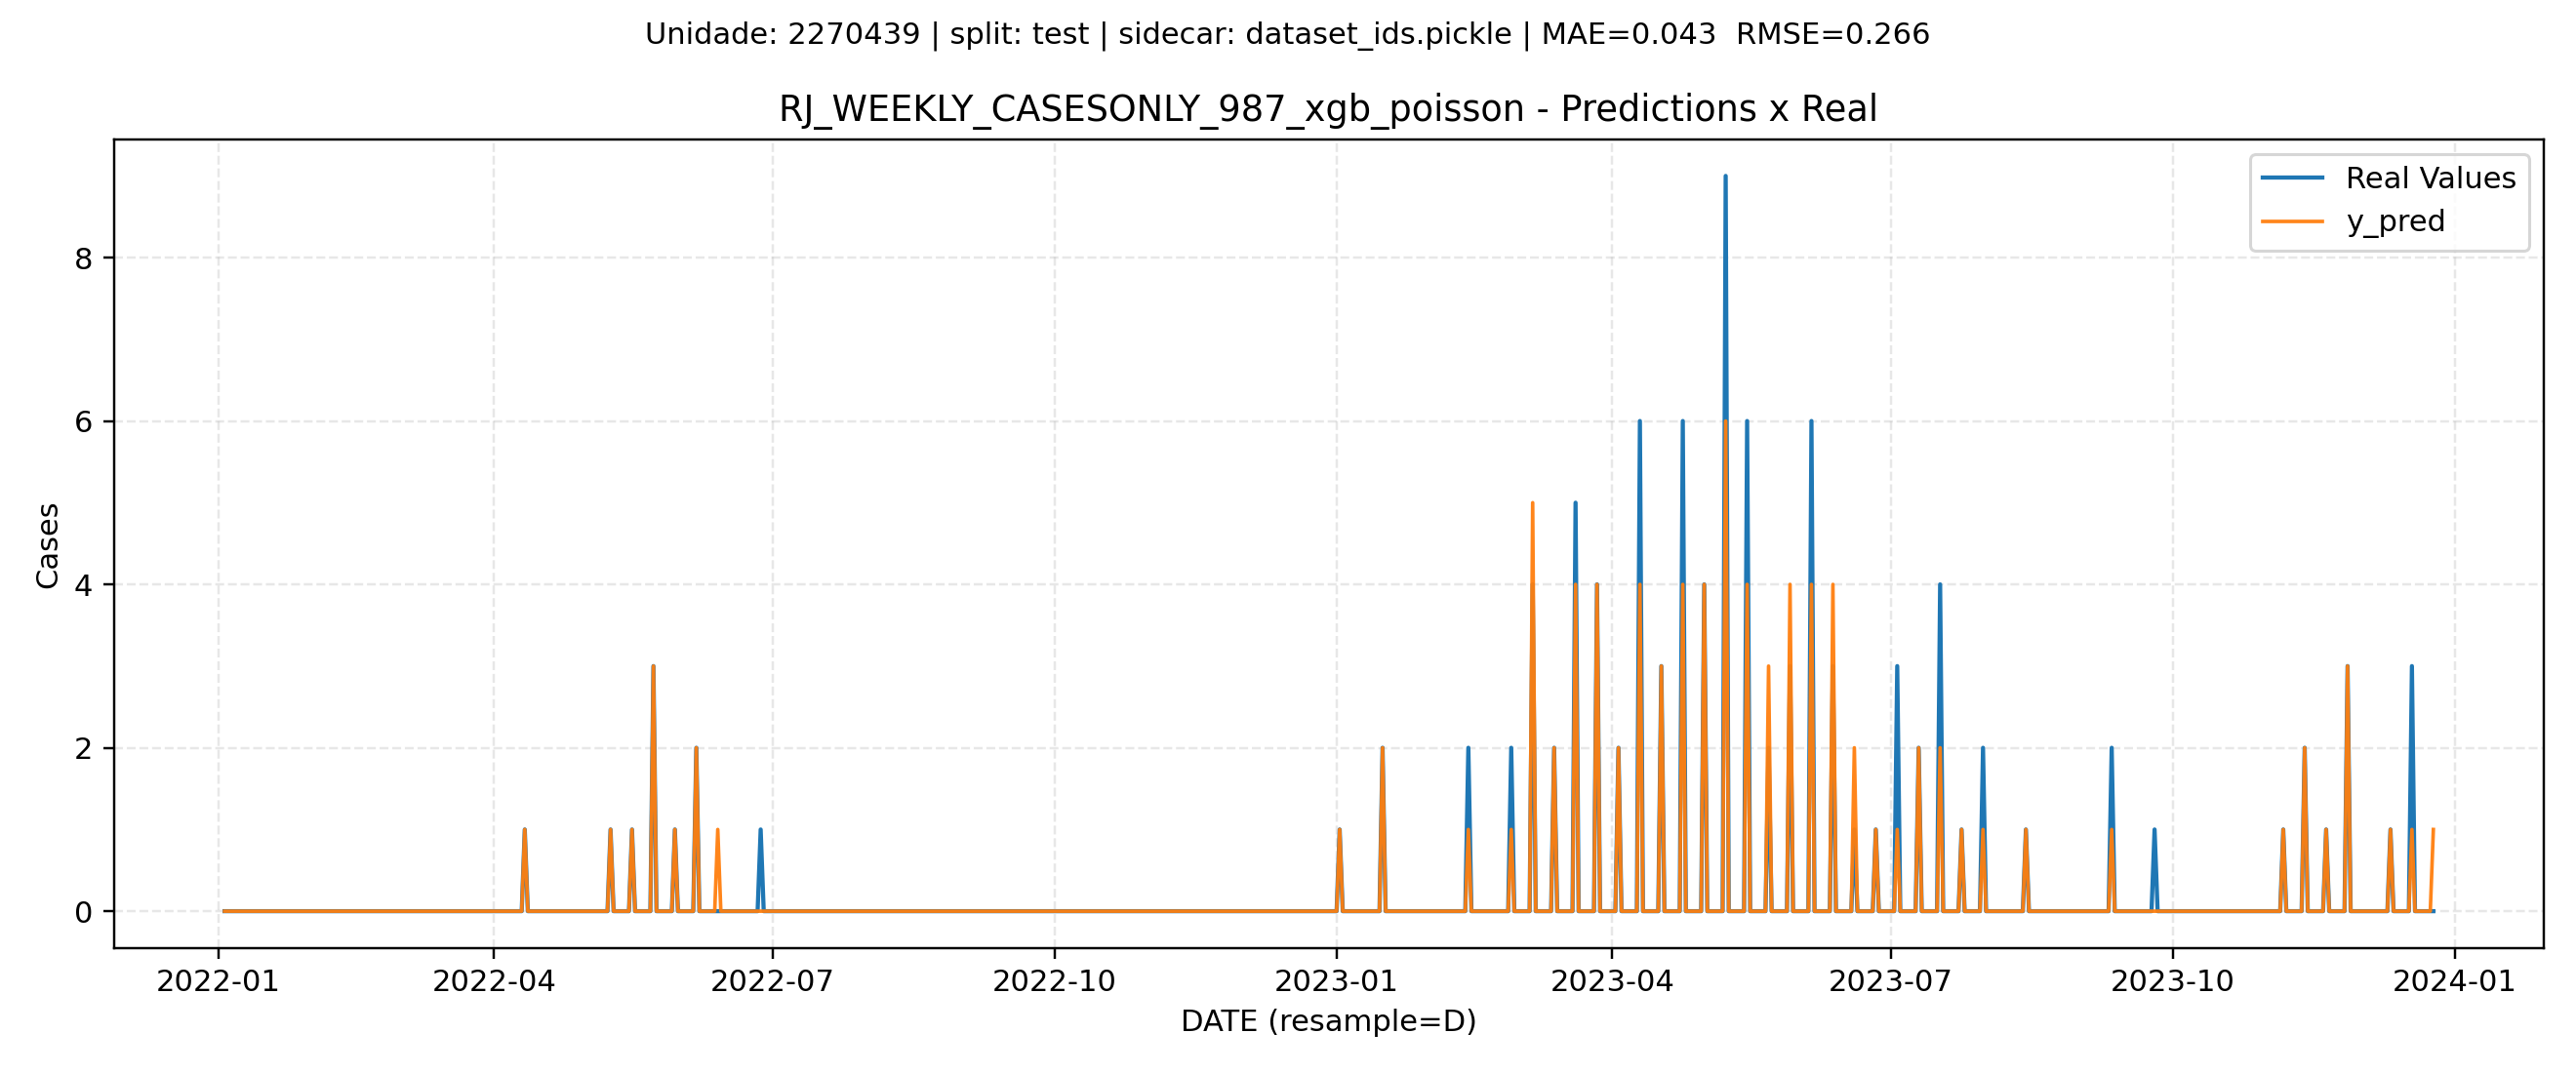 Unidade: 2270439 | split: test | sidecar: dataset_ids.pickle | MAE=0.043  RMSE=0.266
RJ_WEEKLY_CASESONLY_987_xgb_poisson - Predictions x Real
Real Values
y_pred
8
6
4
2
0
Cases
2022-01
2022-04
2022-07
2022-10
2023-01
2023-04
2023-07
2023-10
2024-01
DATE (resample=D)